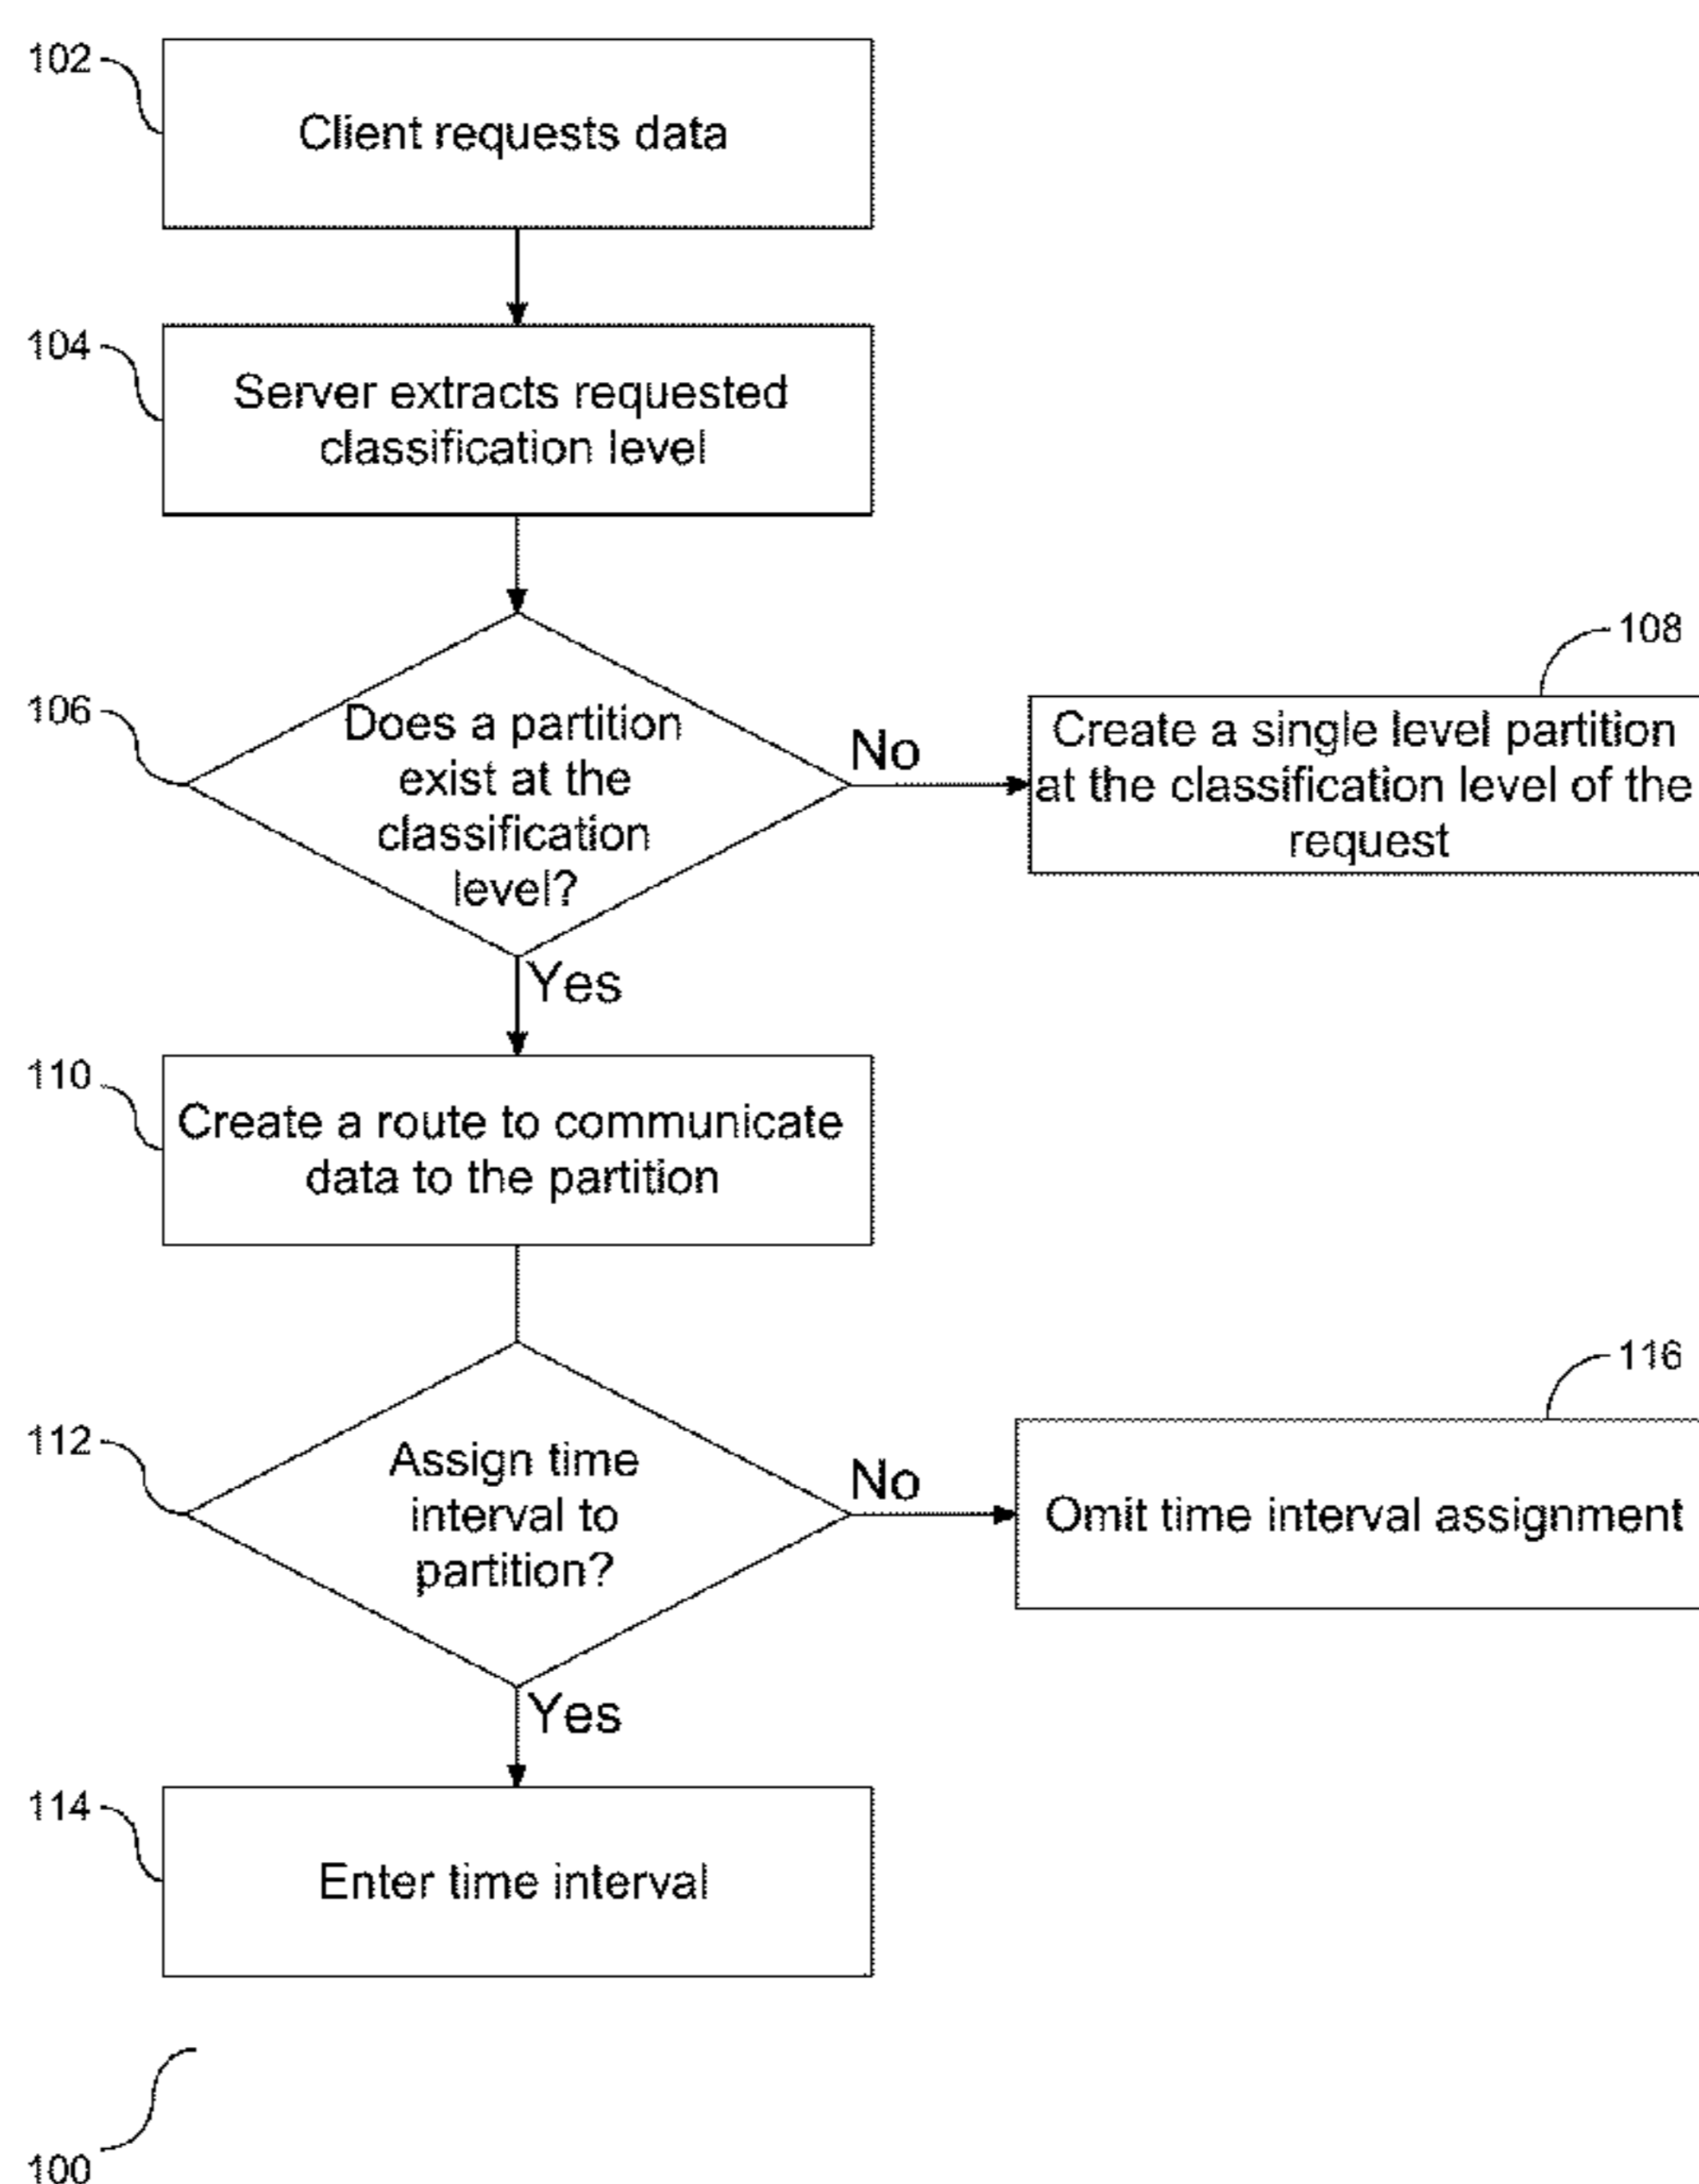 102
Client requests data
104
Server extracts requested
classification level
108
106
Does a partition
exist at the
classification
level?
No
Create a single level partition
at the classification level of the
request
Yes
110
Create a route to communicate
data to the partition
116
112
Assign time
interval to
partition?
No
Omit time interval assignment
Yes
114
Enter time interval
100